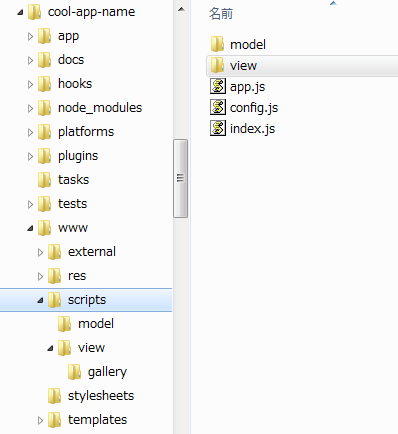 cool-app-name
app
docs
hooks
node_modules
platforms
plugins
tasks
tests
www
external
res
scripts
model
view
gallery
stylesheets
templates
名前
model
view
app.js
config.js
index.js